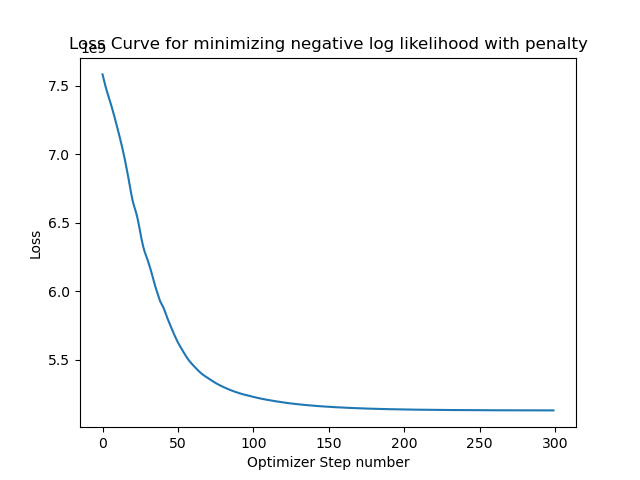 Loss Curve for minimizing negative log likelihood with penalty
1e9
7.5
7.0
6.5
6.0
5.5
Loss
0 50 100 150 200 250 300
Optimizer Step number